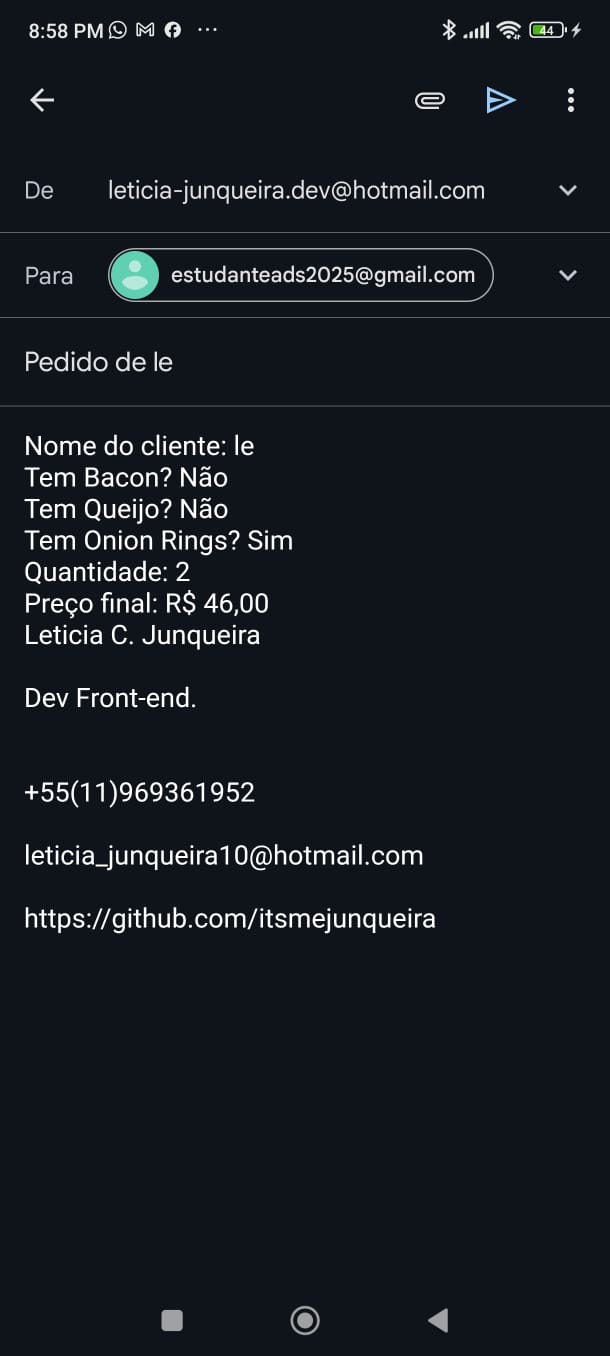 8:58 PM
44
De leticia-junqueira.dev@hotmail.com
Para estudanteads2025@gmail.com
Pedido de le
Nome do cliente: le
Tem Bacon? Não
Tem Queijo? Não
Tem Onion Rings? Sim
Quantidade: 2
Preço final: R$ 46,00
Leticia C. Junqueira
Dev Front-end.
+55(11)969361952
leticia_junqueira10@hotmail.com
https://github.com/itsmejunqueira